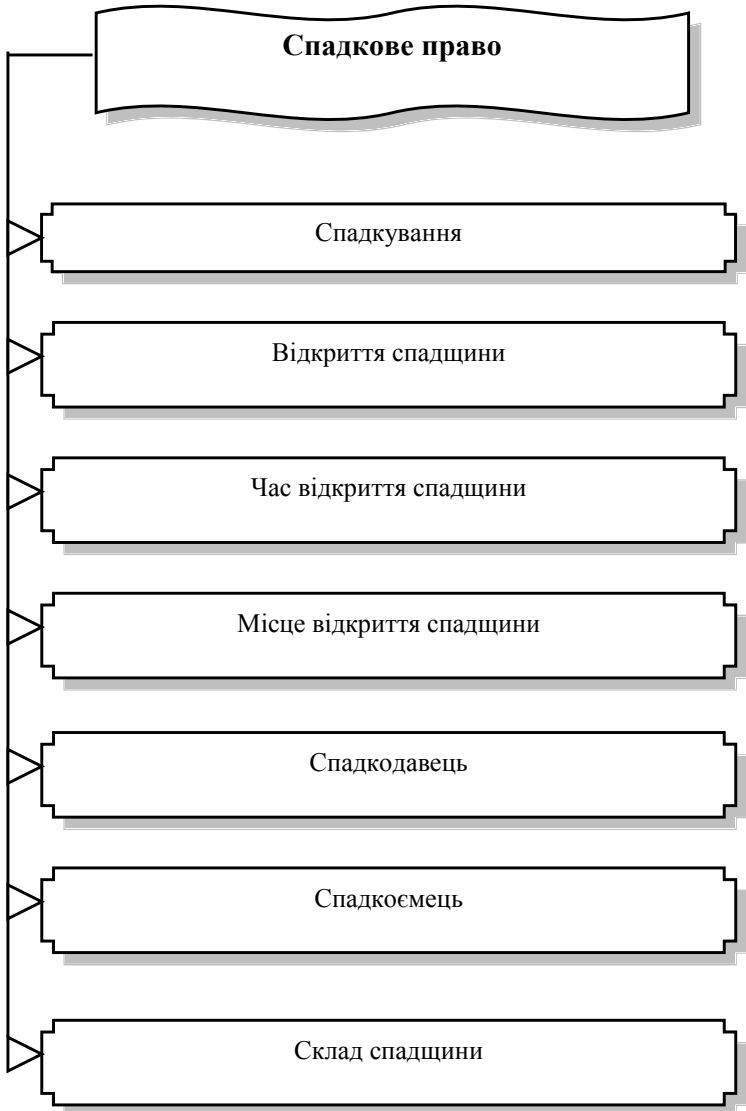 Спадкове право
Спадкування
Відкриття спадщини
Час відкриття спадщини
Місце відкриття спадщини
Спадкодавець
Спадкоємець
Склад спадщини